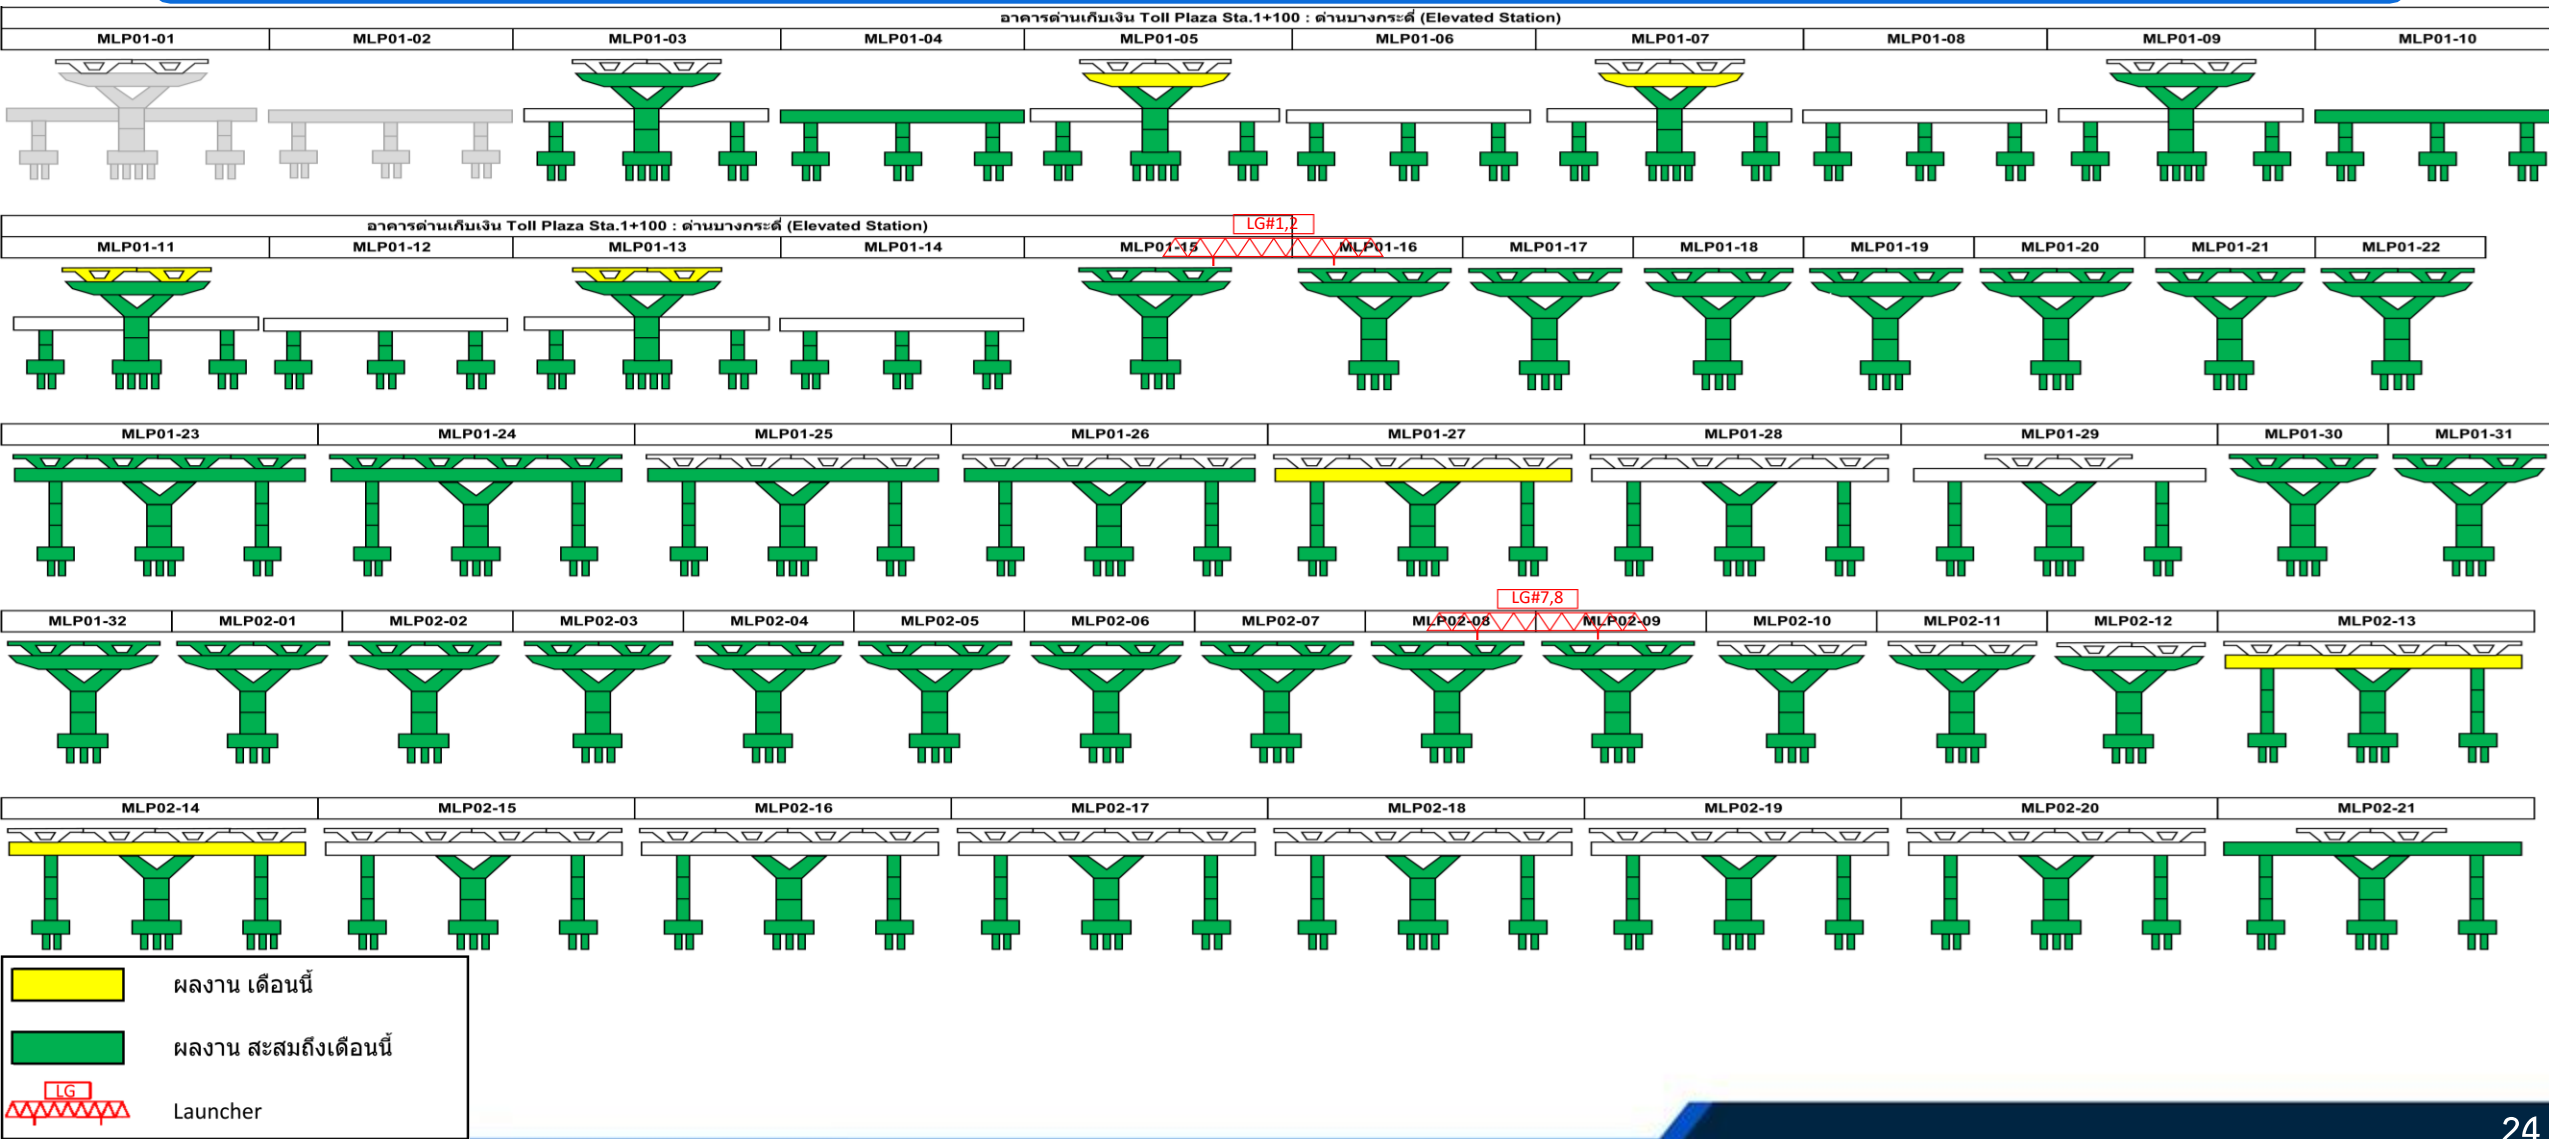 อาคารด่านเก็บเงิน Toll Plaza Sta.1+100 : ด่านบางกระดี่ (Elevated Station)
MLP01-01 MLP01-02 MLP01-03 MLP01-04 MLP01-05 MLP01-06 MLP01-07 MLP01-08 MLP01-09 MLP01-10
อาคารด่านเก็บเงิน Toll Plaza Sta.1+100 : ด่านบางกระดี่ (Elevated Station)
LG#1,2
MLP01-11 MLP01-12 MLP01-13 MLP01-14 MLP01-15 MLP01-16 MLP01-17 MLP01-18 MLP01-19 MLP01-20 MLP01-21 MLP01-22
MLP01-23 MLP01-24 MLP01-25 MLP01-26 MLP01-27 MLP01-28 MLP01-29 MLP01-30 MLP01-31
LG#7,8
MLP01-32 MLP02-01 MLP02-02 MLP02-03 MLP02-04 MLP02-05 MLP02-06 MLP02-07 MLP02-08 MLP02-09 MLP02-10 MLP02-11 MLP02-12 MLP02-13
MLP02-14 MLP02-15 MLP02-16 MLP02-17 MLP02-18 MLP02-19 MLP02-20 MLP02-21
ผลงาน เดือนนี้
ผลงาน สะสมถึงเดือนนี้
LG
Launcher
24